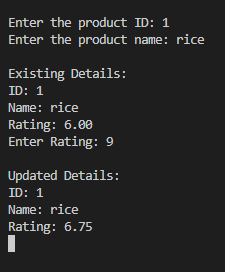 Enter the product ID: 1
Enter the product name: rice
Existing Details:
ID: 1
Name: rice
Rating: 6.00
Enter Rating: 9
Updated Details:
ID: 1
Name: rice
Rating: 6.75